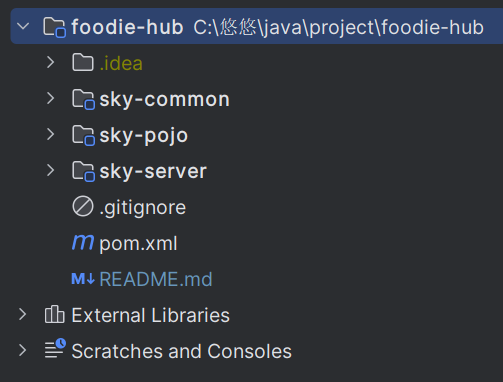 foodie-hub C:\悠悠\java\project\foodie-hub
.idea
sky-common
sky-pojo
sky-server
.gitignore
m pom.xml
M↓ README.md
External Libraries
Scratches and Consoles